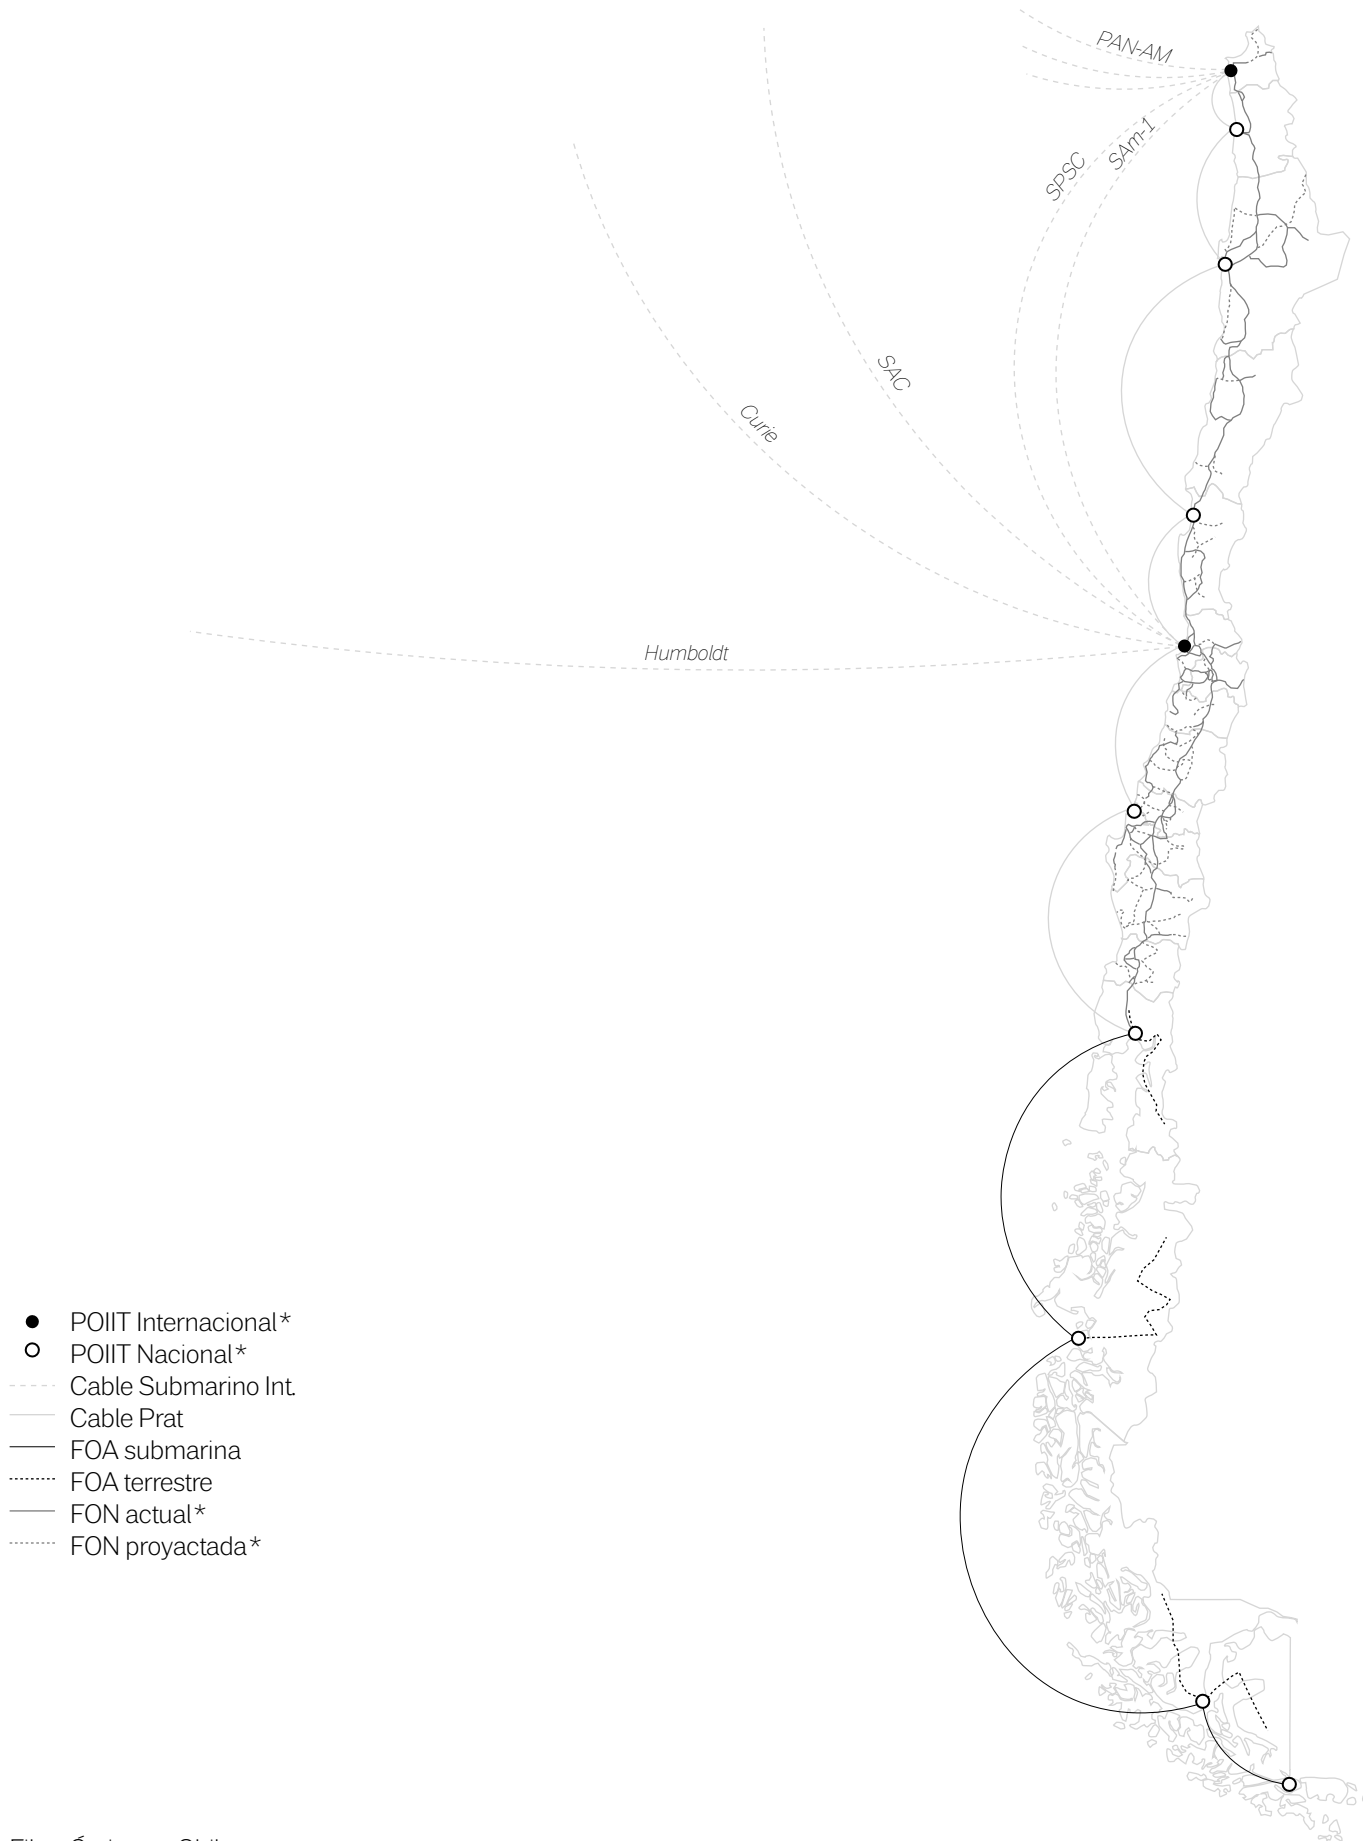 PAN-AM
SAm-1
SPSC
SAC
Curie
Humboldt
POIIT Internacional*
POIIT Nacional*
Cable Submarino Int.
Cable Prat
FOA submarina
FOA terrestre
FON actual*
FON proyactada*